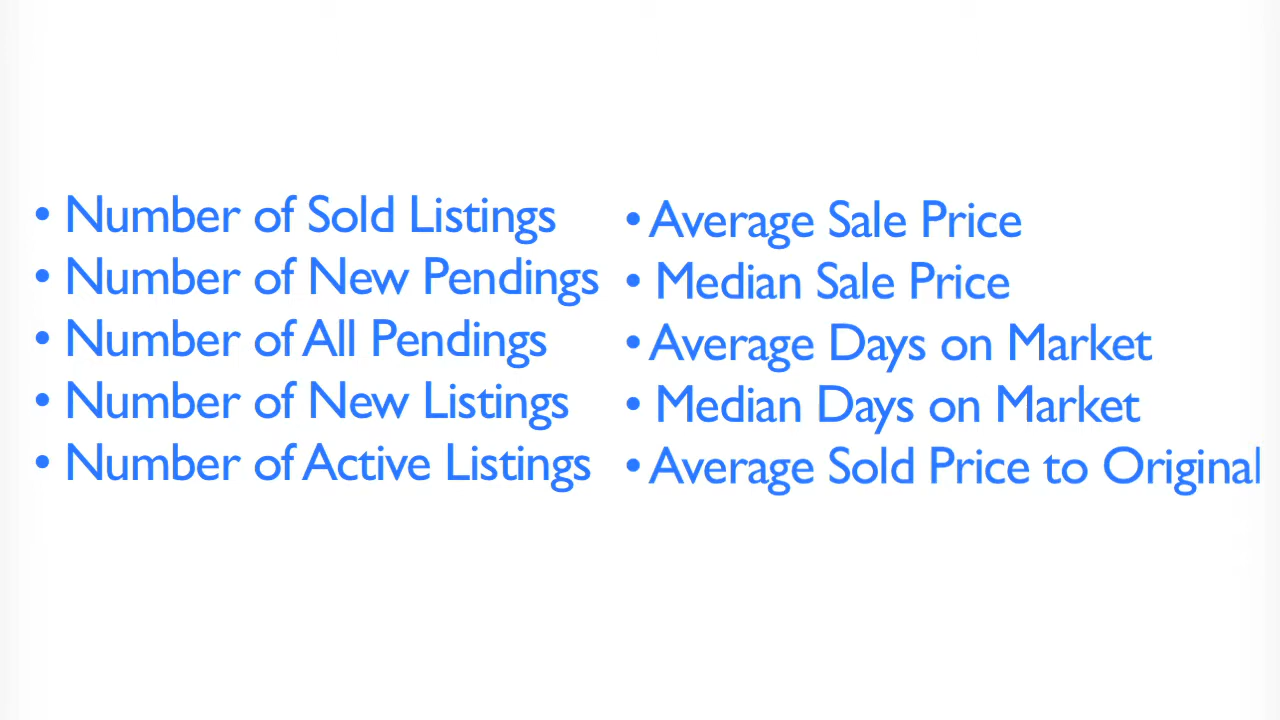 • Number of Sold Listings
• Number of New Pendings
• Number of All Pendings
• Number of New Listings
• Number of Active Listings
• Average Sale Price
• Median Sale Price
• Average Days on Market
• Median Days on Market
• Average Sold Price to Original